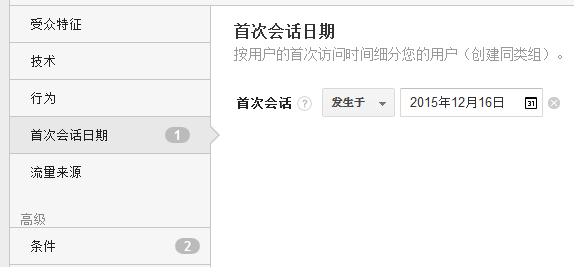 受众特征
技术
行为
首次会话日期 1
流量来源
高级
条件 2
首次会话日期
按用户的首次访问时间细分您的用户（创建同类组）。
首次会话 ? 发生于 2015年12月16日 31